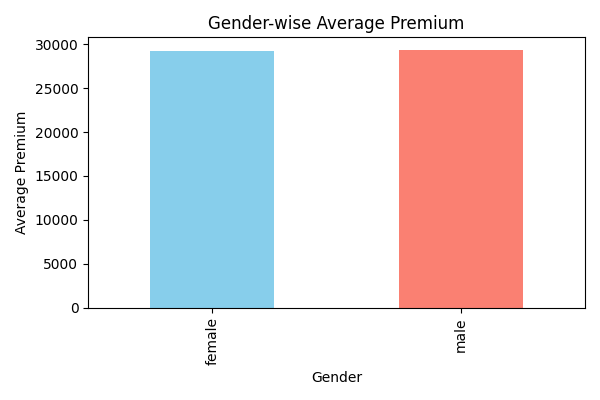 Gender-wise Average Premium
30000
25000
20000
15000
10000
5000
0
Average Premium
female
male
Gender